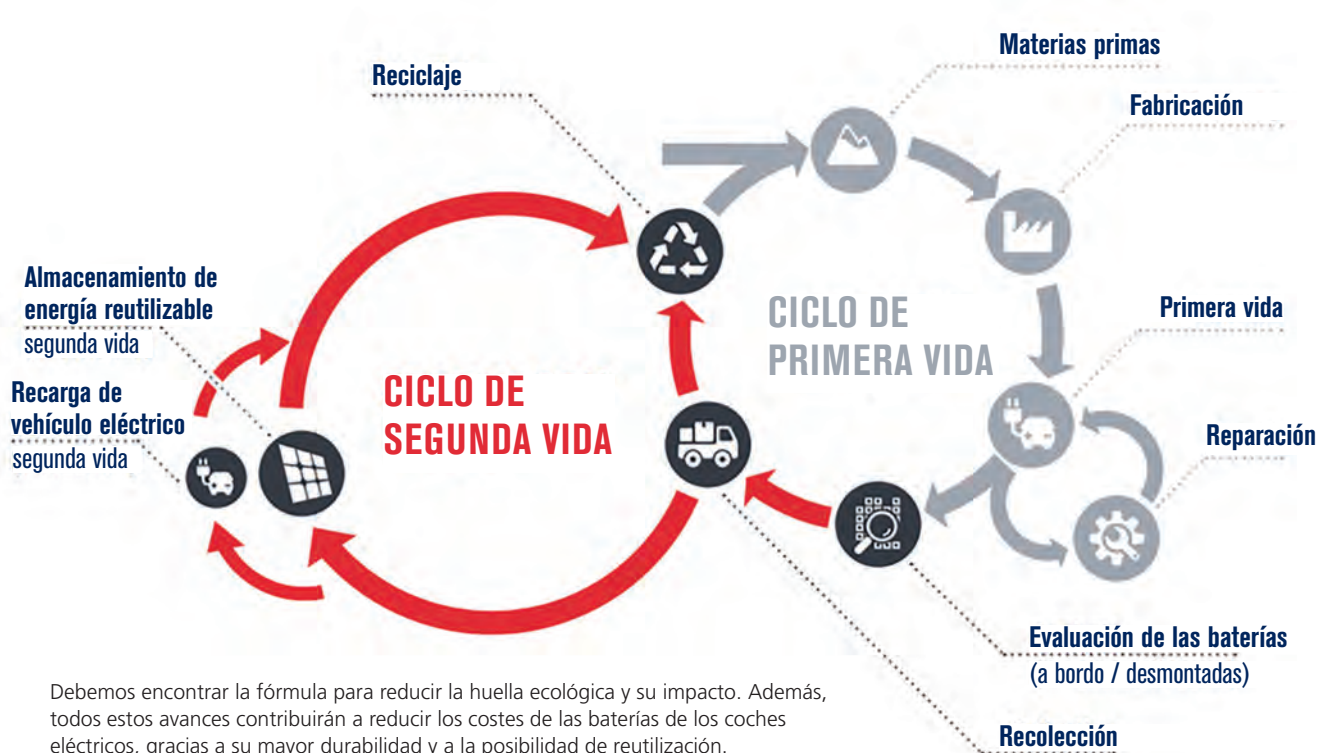 Materias primas
Reciclaje
Fabricación
Almacenamiento de
energía reutilizable
segunda vida
Primera vida
CICLO DE
PRIMERA VIDA
Recarga de
vehículo eléctrico
segunda vida
CICLO DE
SEGUNDA VIDA
Reparación
Evaluación de las baterías
(a bordo / desmontadas)
Debemos encontrar la fórmula para reducir la huella ecológica y su impacto. Además,
todos estos avances contribuirán a reducir los costes de las baterías de los coches
eléctricos, gracias a su mayor durabilidad y a la posibilidad de reutilización.
Recolección